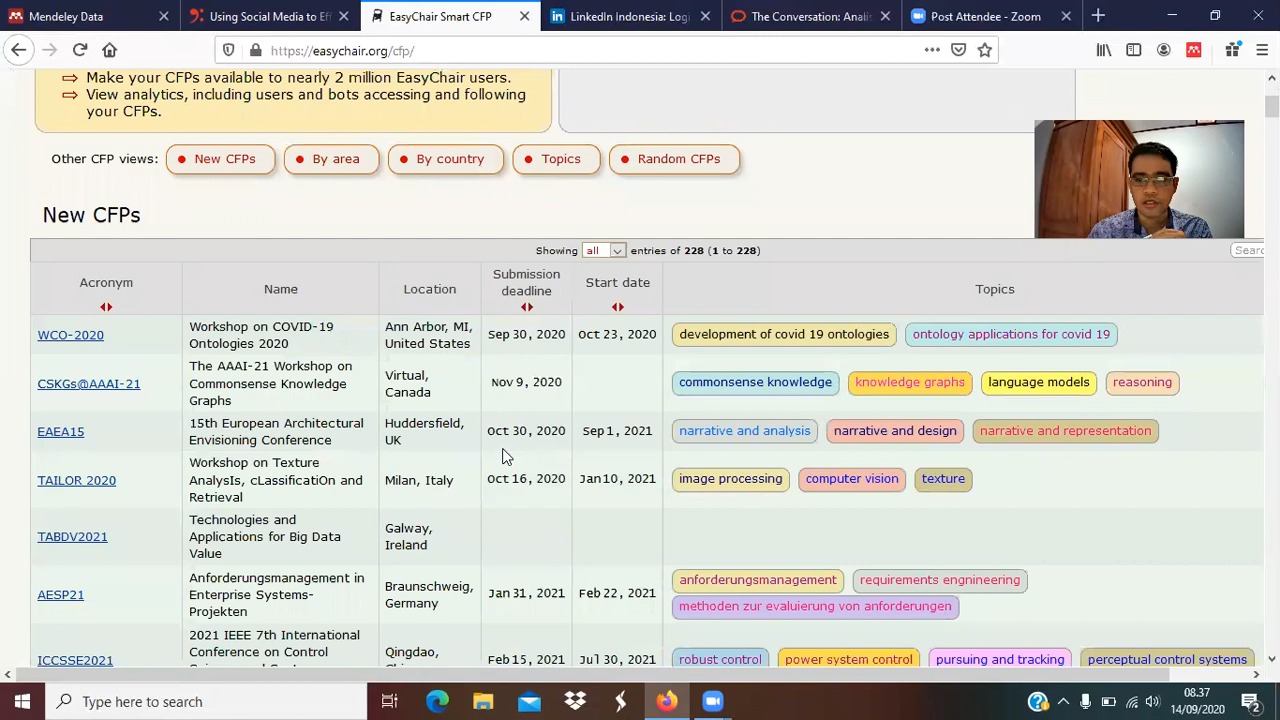 Mendeley Data
Using Social Media to Ef
EasyChair Smart CFP
LinkedIn Indonesia: Logi
The Conversation: Analis
Post Attendee - Zoom
https://easychair.org/cfp/
Make your CFPs available to nearly 2 million EasyChair users.
View analytics, including users and bots accessing and following
your CFPs.
Other CFP views:
New CFPs
By area
By country
Topics
Random CFPs
New CFPs
Showing all entries of 228 (1 to 228)
Search
Acronym
Name
Location
Submission
deadline
Start date
Topics
WCO-2020
Workshop on COVID-19
Ontologies 2020
Ann Arbor, MI,
United States
Sep 30, 2020
Oct 23, 2020
development of covid 19 ontologies
ontology applications for covid 19
CSKGs@AAAI-21
The AAAI-21 Workshop on
Commonsense Knowledge
Graphs
Virtual,
Canada
Nov 9, 2020
commonsense knowledge
knowledge graphs
language models
reasoning
EAEA15
15th European Architectural
Envisioning Conference
Huddersfield,
UK
Oct 30, 2020
Sep 1, 2021
narrative and analysis
narrative and design
narrative and representation
TAILOR 2020
Workshop on Texture
AnalysIs, cLassificatiOn and
Retrieval
Milan, Italy
Oct 16, 2020
Jan 10, 2021
image processing
computer vision
texture
TABDV2021
Technologies and
Applications for Big Data
Value
Galway,
Ireland
AESP21
Anforderungsmanagement in
Enterprise Systems-
Projekten
Braunschweig,
Germany
Jan 31, 2021
Feb 22, 2021
anforderungsmanagement
requirements engnineering
methoden zur evaluierung von anforderungen
ICCSSE2021
2021 IEEE 7th International
Conference on Control
Qingdao,
Feb 15, 2021
Jul 30, 2021
robust control
power system control
pursuing and tracking
perceptual control systems
Type here to search
08.37
14/09/2020
2